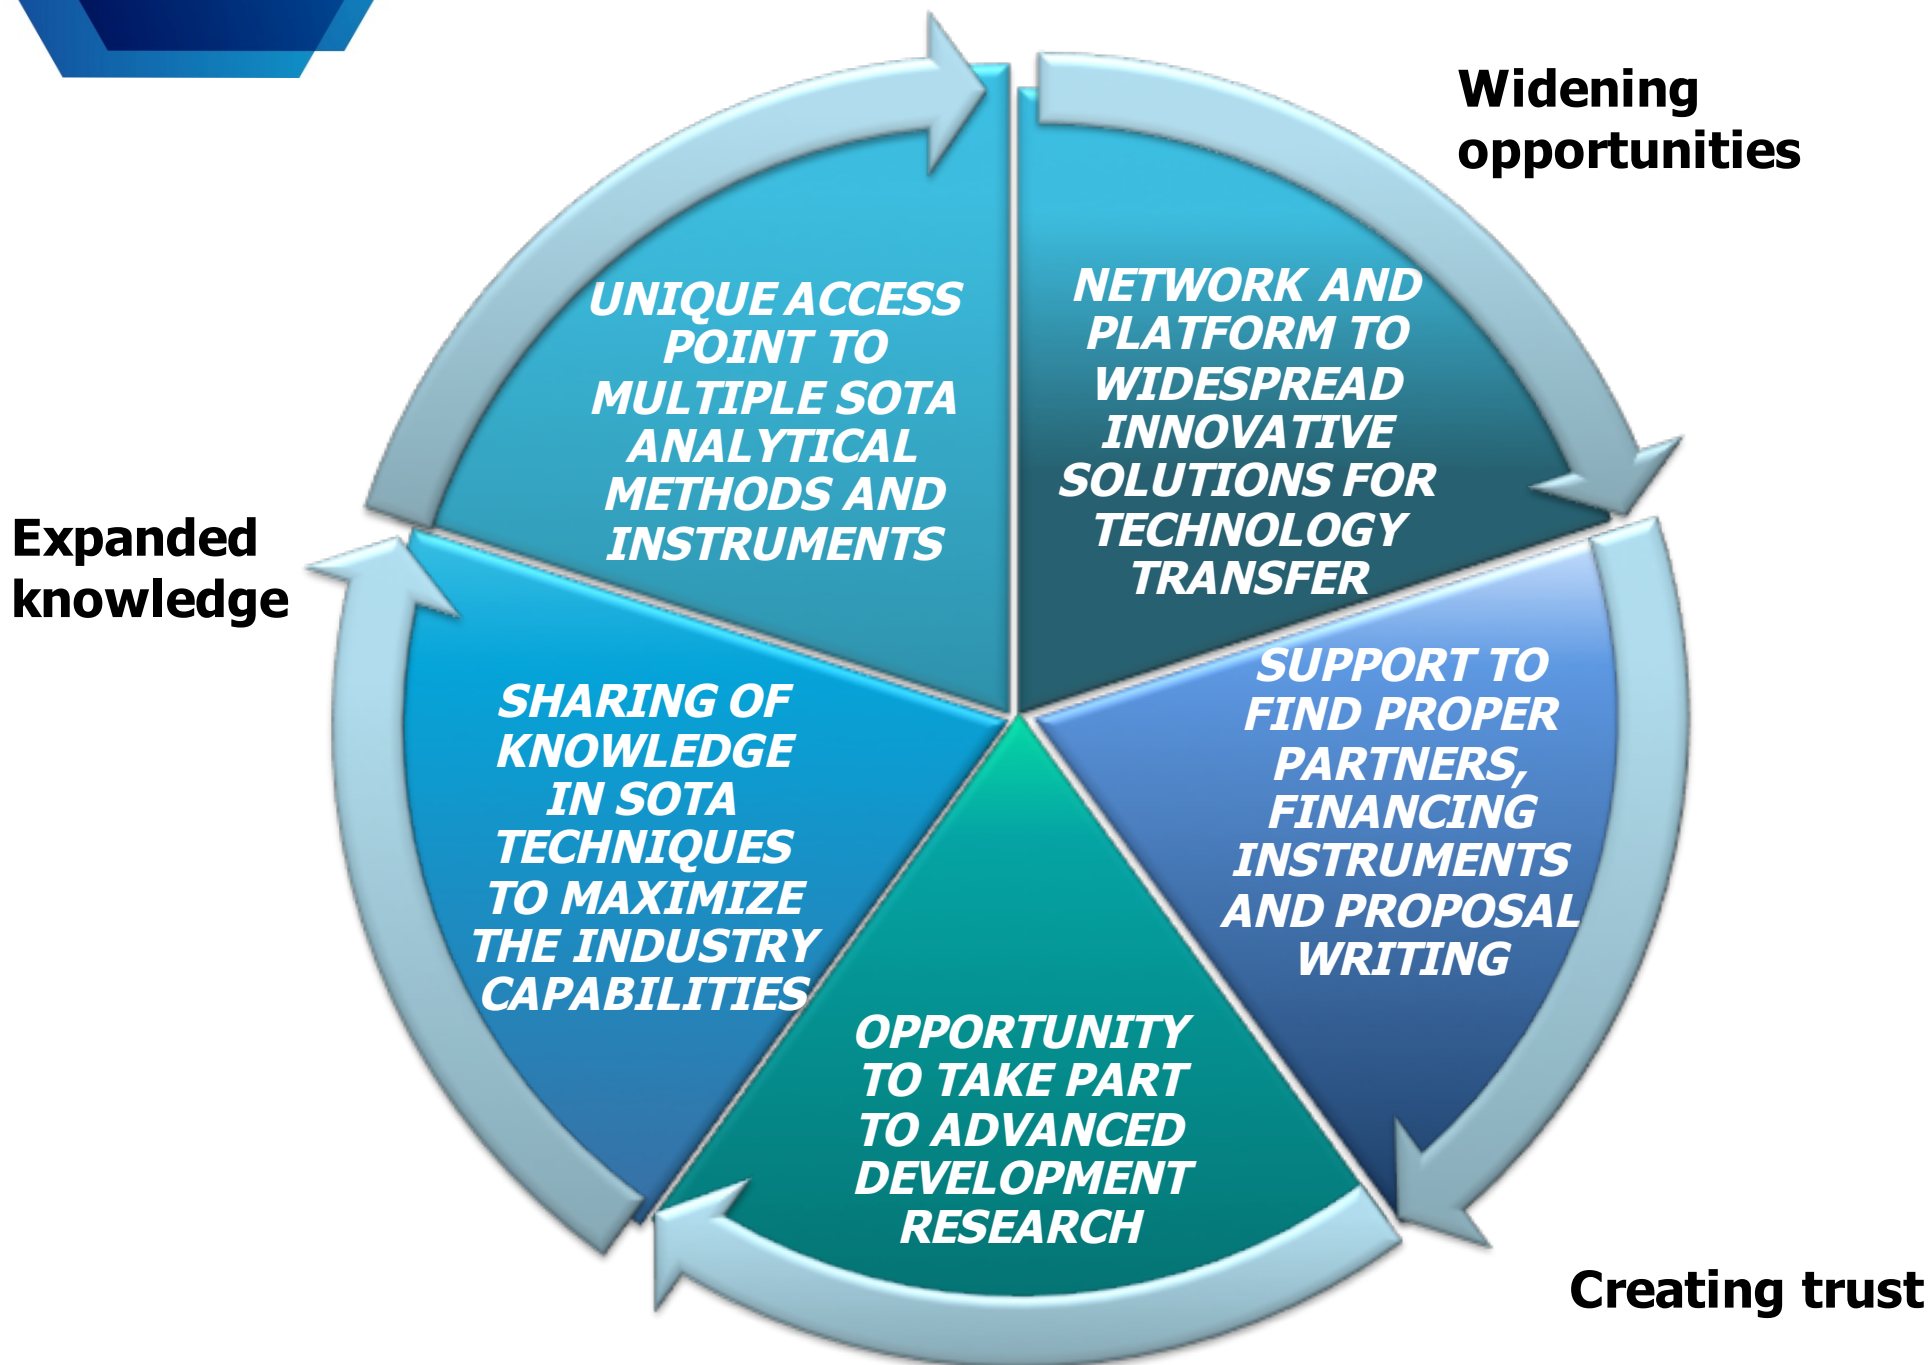 Widening
opportunities
NETWORK AND
PLATFORM TO
WIDESPREAD
INNOVATIVE
SOLUTIONS FOR
TECHNOLOGY
TRANSFER
SUPPORT TO
FIND PROPER
PARTNERS,
FINANCING
INSTRUMENTS
AND PROPOSAL
WRITING
Creating trust
OPPORTUNITY
TO TAKE PART
TO ADVANCED
DEVELOPMENT
RESEARCH
SHARING OF
KNOWLEDGE
IN SOTA
TECHNIQUES
TO MAXIMIZE
THE INDUSTRY
CAPABILITIES
Expanded
knowledge
UNIQUE ACCESS
POINT TO
MULTIPLE SOTA
ANALYTICAL
METHODS AND
INSTRUMENTS